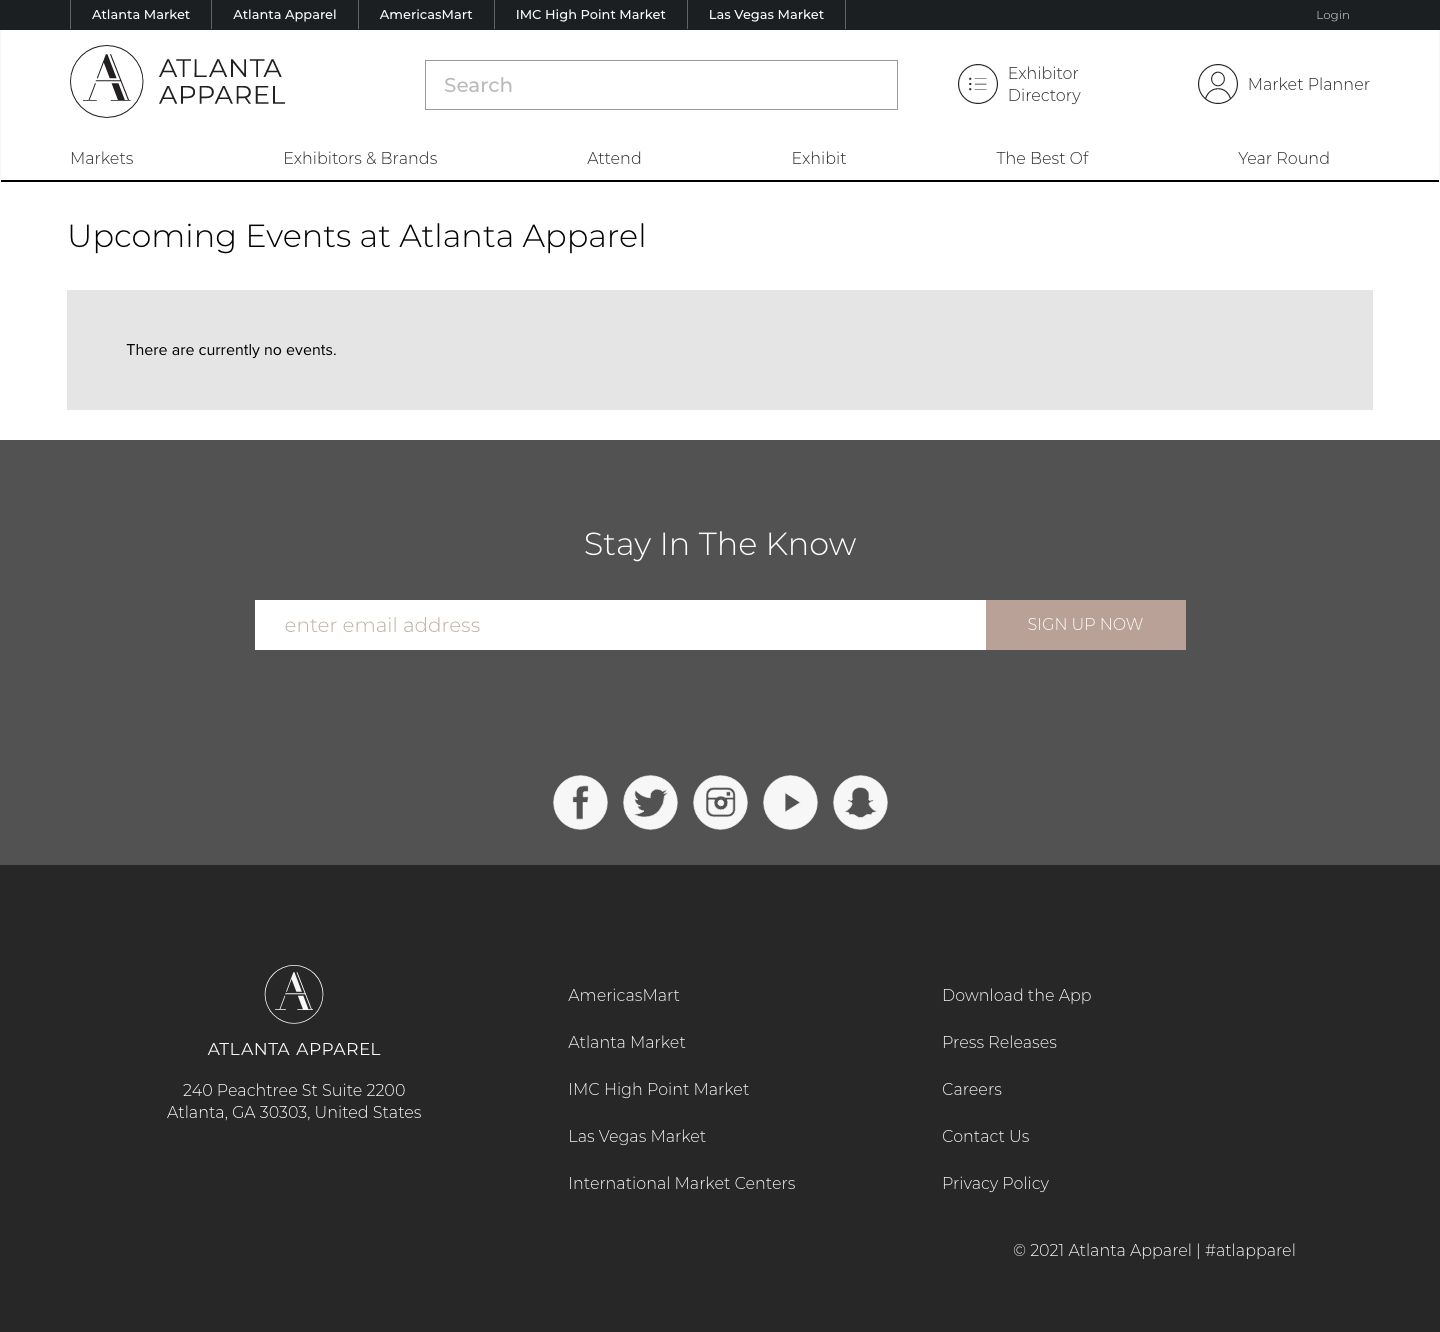 Atlanta Market
Atlanta Apparel
AmericasMart
IMC High Point Market
Las Vegas Market
Login
A
ATLANTA
APPAREL
Search
Exhibitor
Directory
Market Planner
Markets
Exhibitors & Brands
Attend
Exhibit
The Best Of
Year Round
Upcoming Events at Atlanta Apparel
There are currently no events.
Stay In The Know
enter email address
SIGN UP NOW
A
ATLANTA APPAREL
240 Peachtree St Suite 2200
Atlanta, GA 30303, United States
AmericasMart
Atlanta Market
IMC High Point Market
Las Vegas Market
International Market Centers
Download the App
Press Releases
Careers
Contact Us
Privacy Policy
© 2021 Atlanta Apparel | #atlapparel